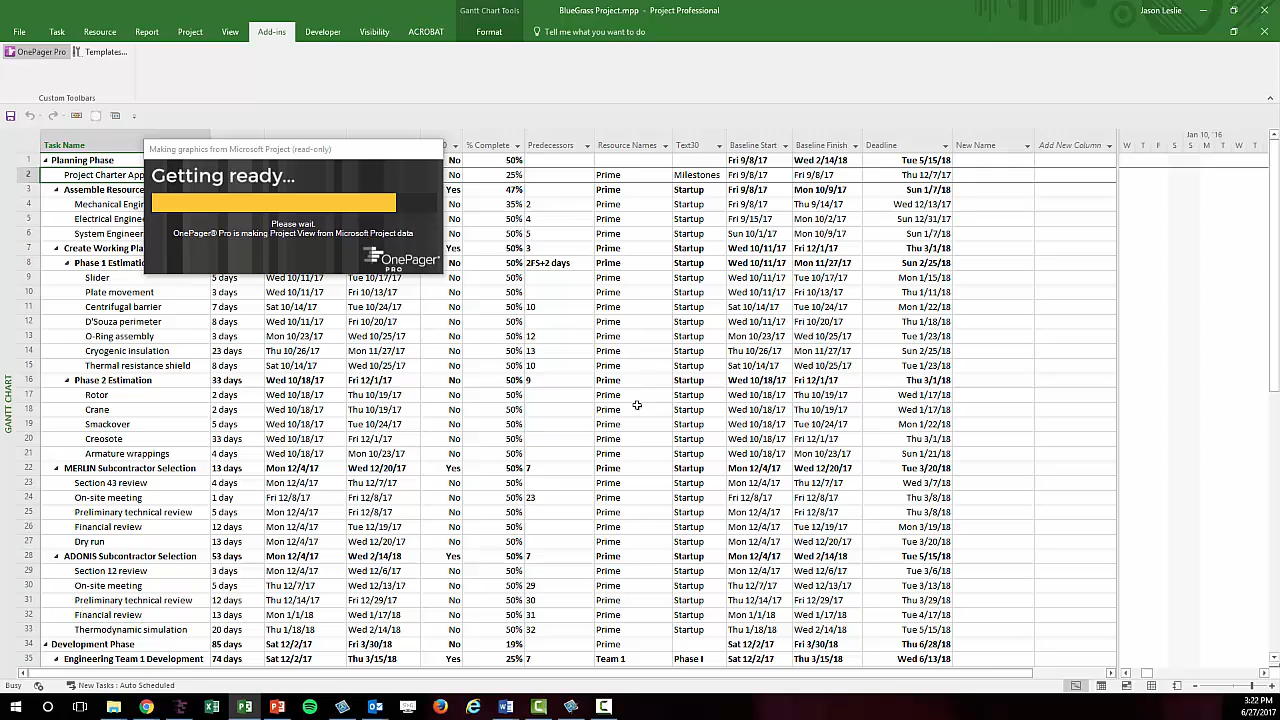 Gantt Chart Tools
BlueGrass Project.mpp - Project Professional
Jason Leslie
File Task Resource Report Project View Add-ins Developer Visibility ACROBAT Format Tell me what you want to do
OnePager Pro Templates...
Custom Toolbars
Jan 10, '16
Task Name % Complete Predecessors Resource Names Text30 Baseline Start Baseline Finish Deadline New Name Add New Column W T F S S M T W T
Making graphics from Microsoft Project (read-only)
Getting ready...
Please wait.
OnePager® Pro is making Project View from Microsoft Project data
OnePager®
PRO
1 Planning Phase No 50% Fri 9/8/17 Wed 2/14/18 Tue 5/15/18
2 Project Charter App No 25% Prime Milestones Fri 9/8/17 Fri 9/8/17 Thu 12/7/17
3 Assemble Resource Yes 47% Prime Startup Fri 9/8/17 Mon 10/9/17 Sun 1/7/18
4 Mechanical Engir No 35% 2 Prime Startup Fri 9/8/17 Thu 9/14/17 Wed 12/13/17
5 Electrical Engine No 50% 4 Prime Startup Fri 9/15/17 Mon 10/2/17 Sun 12/31/17
6 System Engineer No 50% 5 Prime Startup Sun 10/1/17 Mon 10/9/17 Sun 1/7/18
7 Create Working Pla Yes 50% 3 Prime Startup Wed 10/11/17 Fri 12/1/17 Thu 3/1/18
8 Phase 1 Estimati No 50% 2FS+2 days Prime Startup Wed 10/11/17 Mon 11/27/17 Sun 2/25/18
9 Slider 5 days Wed 10/11/17 Tue 10/17/17 No 50% Prime Startup Wed 10/11/17 Tue 10/17/17 Mon 1/15/18
10 Plate movement 3 days Wed 10/11/17 Fri 10/13/17 No 50% Prime Startup Wed 10/11/17 Fri 10/13/17 Thu 1/11/18
11 Centrifugal barrier 7 days Sat 10/14/17 Tue 10/24/17 No 50% 10 Prime Startup Sat 10/14/17 Tue 10/24/17 Mon 1/22/18
12 D'Souza perimeter 8 days Wed 10/11/17 Fri 10/20/17 No 50% Prime Startup Wed 10/11/17 Fri 10/20/17 Thu 1/18/18
13 O-Ring assembly 3 days Mon 10/23/17 Wed 10/25/17 No 50% 12 Prime Startup Mon 10/23/17 Wed 10/25/17 Tue 1/23/18
14 Cryogenic insulation 23 days Thu 10/26/17 Mon 11/27/17 No 50% 13 Prime Startup Thu 10/26/17 Mon 11/27/17 Sun 2/25/18
15 Thermal resistance shield 8 days Sat 10/14/17 Wed 10/25/17 No 50% 10 Prime Startup Sat 10/14/17 Wed 10/25/17 Tue 1/23/18
16 Phase 2 Estimation 33 days Wed 10/18/17 Fri 12/1/17 No 50% 9 Prime Startup Wed 10/18/17 Fri 12/1/17 Thu 3/1/18
17 Rotor 2 days Wed 10/18/17 Thu 10/19/17 No 50% Prime Startup Wed 10/18/17 Thu 10/19/17 Wed 1/17/18
18 Crane 2 days Wed 10/18/17 Thu 10/19/17 No 50% Prime Startup Wed 10/18/17 Thu 10/19/17 Wed 1/17/18
19 Smackover 5 days Wed 10/18/17 Tue 10/24/17 No 50% Prime Startup Wed 10/18/17 Tue 10/24/17 Mon 1/22/18
20 Creosote 33 days Wed 10/18/17 Fri 12/1/17 No 50% Prime Startup Wed 10/18/17 Fri 12/1/17 Thu 3/1/18
21 Armature wrappings 4 days Wed 10/18/17 Mon 10/23/17 No 50% Prime Startup Wed 10/18/17 Mon 10/23/17 Sun 1/21/18
22 MERLIN Subcontractor Selection 13 days Mon 12/4/17 Wed 12/20/17 Yes 50% 7 Prime Startup Mon 12/4/17 Wed 12/20/17 Tue 3/20/18
23 Section 43 review 4 days Mon 12/4/17 Thu 12/7/17 No 50% Prime Startup Mon 12/4/17 Thu 12/7/17 Wed 3/7/18
24 On-site meeting 1 day Fri 12/8/17 Fri 12/8/17 No 50% 23 Prime Startup Fri 12/8/17 Fri 12/8/17 Thu 3/8/18
25 Preliminary technical review 5 days Mon 12/4/17 Fri 12/8/17 No 50% Prime Startup Mon 12/4/17 Fri 12/8/17 Thu 3/8/18
26 Financial review 12 days Mon 12/4/17 Tue 12/19/17 No 50% Prime Startup Mon 12/4/17 Tue 12/19/17 Mon 3/19/18
27 Dry run 13 days Mon 12/4/17 Wed 12/20/17 No 50% Prime Startup Mon 12/4/17 Wed 12/20/17 Tue 3/20/18
28 ADONIS Subcontractor Selection 53 days Mon 12/4/17 Wed 2/14/18 Yes 50% 7 Prime Startup Mon 12/4/17 Wed 2/14/18 Tue 5/15/18
29 Section 12 review 3 days Mon 12/4/17 Wed 12/6/17 No 50% Prime Startup Mon 12/4/17 Wed 12/6/17 Tue 3/6/18
30 On-site meeting 5 days Thu 12/7/17 Wed 12/13/17 No 50% 29 Prime Startup Thu 12/7/17 Wed 12/13/17 Tue 3/13/18
31 Preliminary technical review 12 days Thu 12/14/17 Fri 12/29/17 No 50% 30 Prime Startup Thu 12/14/17 Fri 12/29/17 Thu 3/29/18
32 Financial review 13 days Mon 1/1/18 Wed 1/17/18 No 50% 31 Prime Startup Mon 1/1/18 Wed 1/17/18 Tue 4/17/18
33 Thermodynamic simulation 20 days Thu 1/18/18 Wed 2/14/18 No 50% 32 Prime Startup Thu 1/18/18 Wed 2/14/18 Tue 5/15/18
34 Development Phase 85 days Sat 12/2/17 Fri 3/30/18 No 19% Prime Sat 12/2/17 Fri 3/30/18 Thu 6/28/18
35 Engineering Team 1 Development 74 days Sat 12/2/17 Thu 3/15/18 Yes 25% 7 Team 1 Phase I Sat 12/2/17 Thu 3/15/18 Wed 6/13/18
GANTT CHART
Busy New Tasks : Auto Scheduled
3:22 PM
6/27/2017